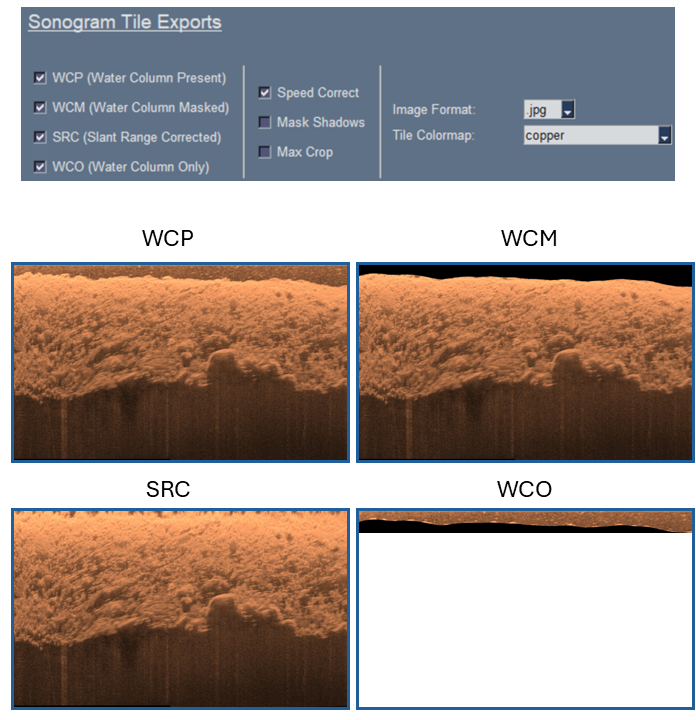 Sonogram Tile Exports
WCP (Water Column Present)
WCM (Water Column Masked)
SRC (Slant Range Corrected)
WCO (Water Column Only)
Speed Correct
Mask Shadows
Max Crop
Image Format: .jpg
Tile Colormap: copper
WCP WCM
SRC WCO